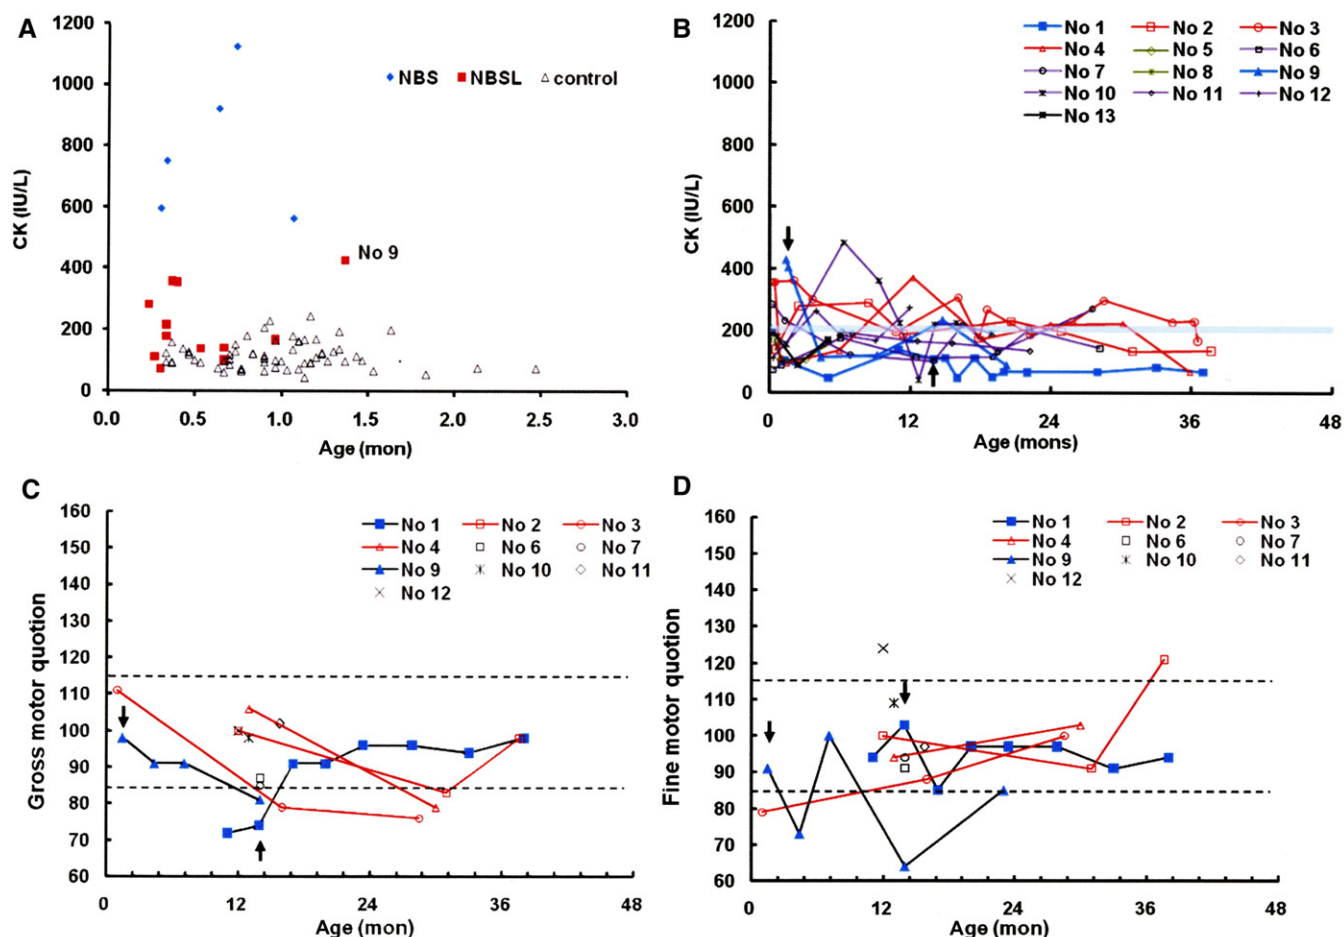 A
1200
1000
800
600
400
200
0
CK (IU/L)
NBS NBSL control
No 9
0.0 0.5 1.0 1.5 2.0 2.5 3.0
Age (mon)
B
1200
1000
800
600
400
200
0
CK (IU/L)
No 1 No 2 No 3
No 4 No 5 No 6
No 7 No 8 No 9
No 10 No 11 No 12
No 13
0 12 24 36 48
Age (mons)
C
160
150
140
130
120
110
100
90
80
70
60
Gross motor quotion
No 1 No 2 No 3
No 4 No 6 No 7
No 9 No 10 No 11
No 12
0 12 24 36 48
Age (mon)
D
160
150
140
130
120
110
100
90
80
70
60
Fine motor quotion
No 1 No 2 No 3
No 4 No 6 No 7
No 9 No 10 No 11
No 12
0 12 24 36 48
Age (mon)